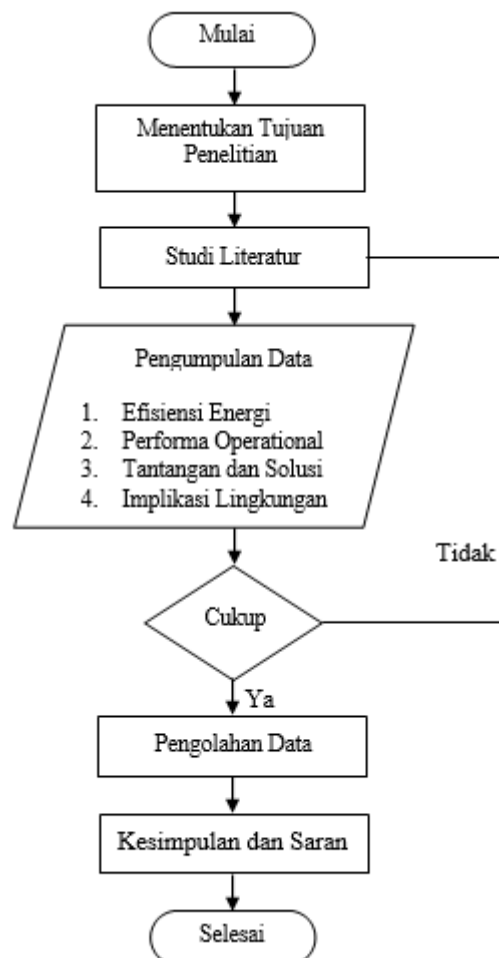 Mulai
Menentukan Tujuan
Penelitian
Studi Literatur
Pengumpulan Data
1. Efisiensi Energi
2. Performa Operational
3. Tantangan dan Solusi
4. Implikasi Lingkungan
Tidak
Cukup
Ya
Pengolahan Data
Kesimpulan dan Saran
Selesai